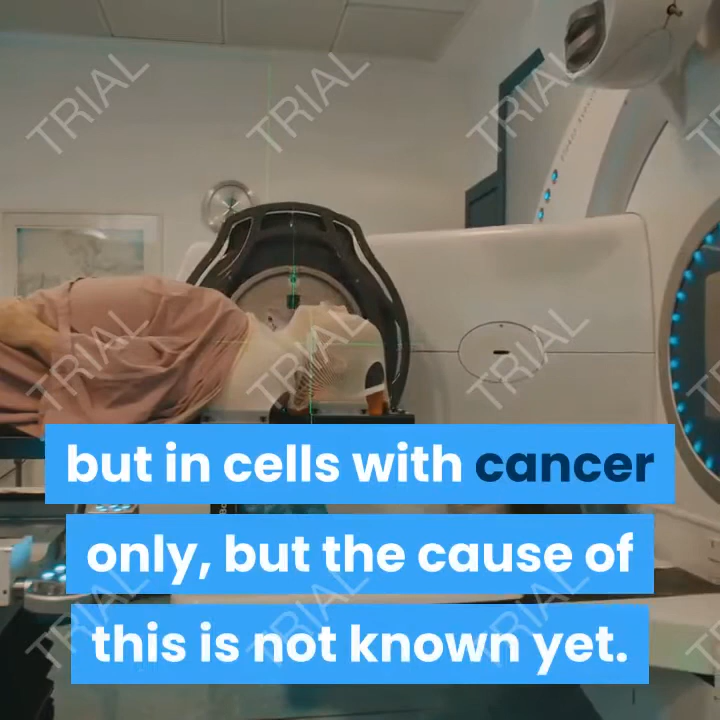 TRIAL TRIAL TRIAL
TRIAL TRIAL TRIAL
but in cells with cancer
only, but the cause of
this is not known yet.
TRIAL TRIAL TRIAL